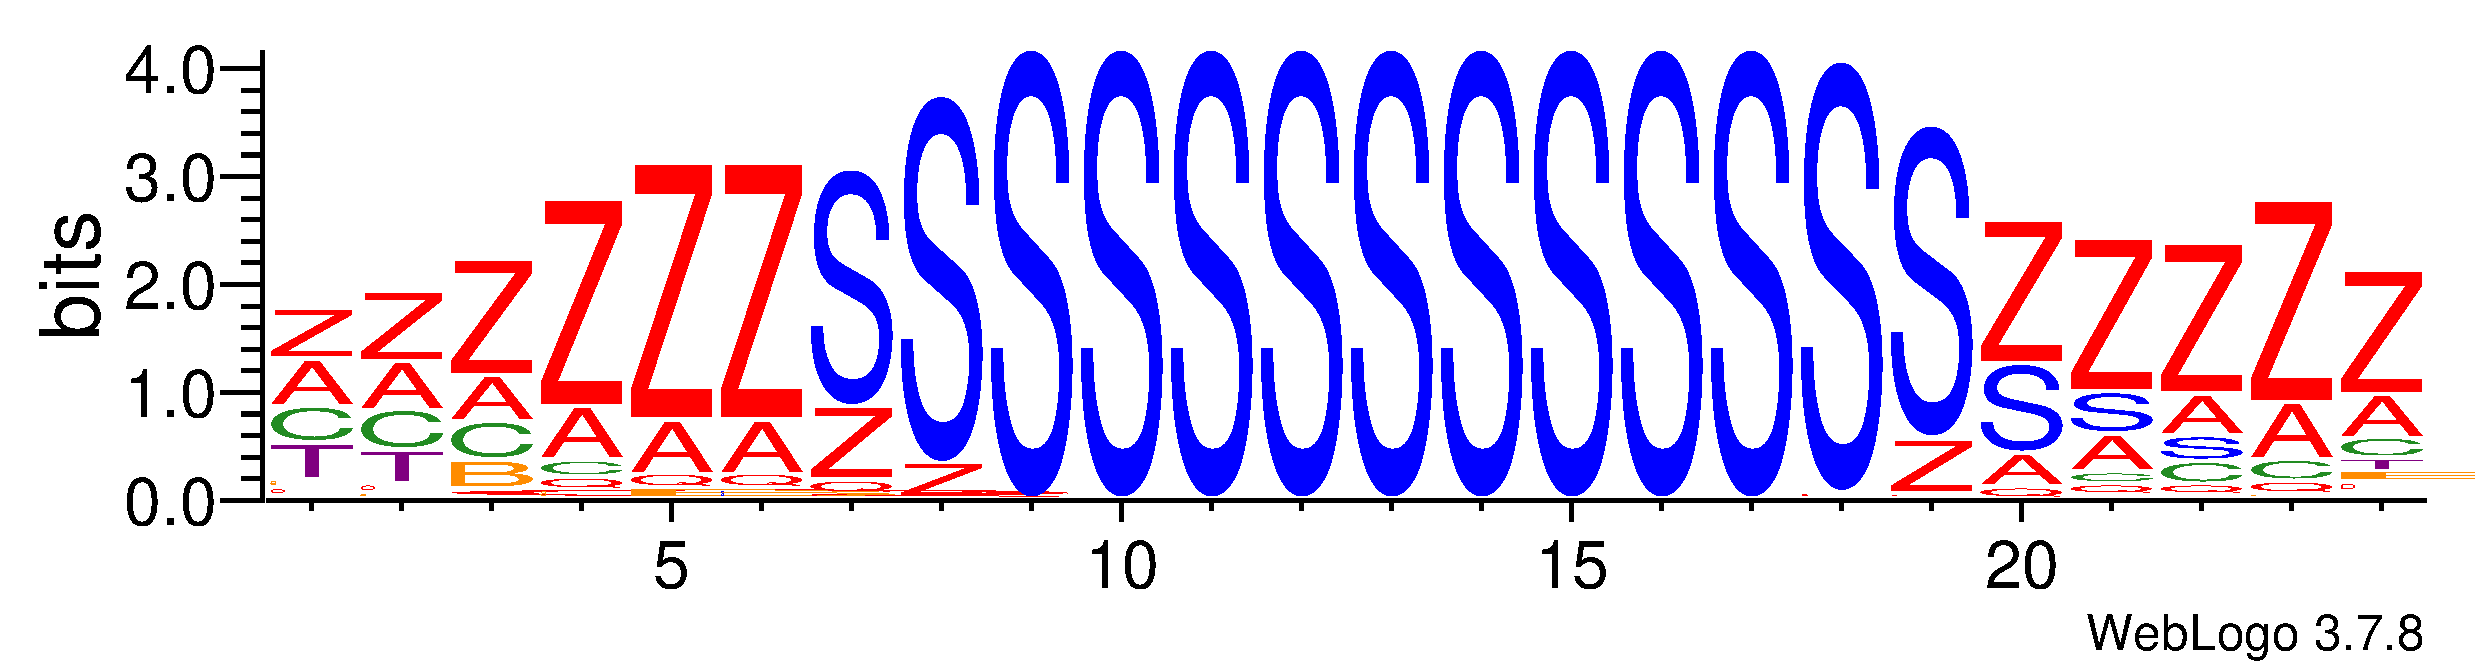 bits
4.0
3.0
2.0
1.0
0.0
Z Z Z Z Z Z S S S S S S S S S S S S S Z Z Z Z Z
A A A A A A Z Z Z S S A A A
C C C C Q Q Q A A S C C
T T B Q Q C C Q T
5 10 15 20
WebLogo 3.7.8